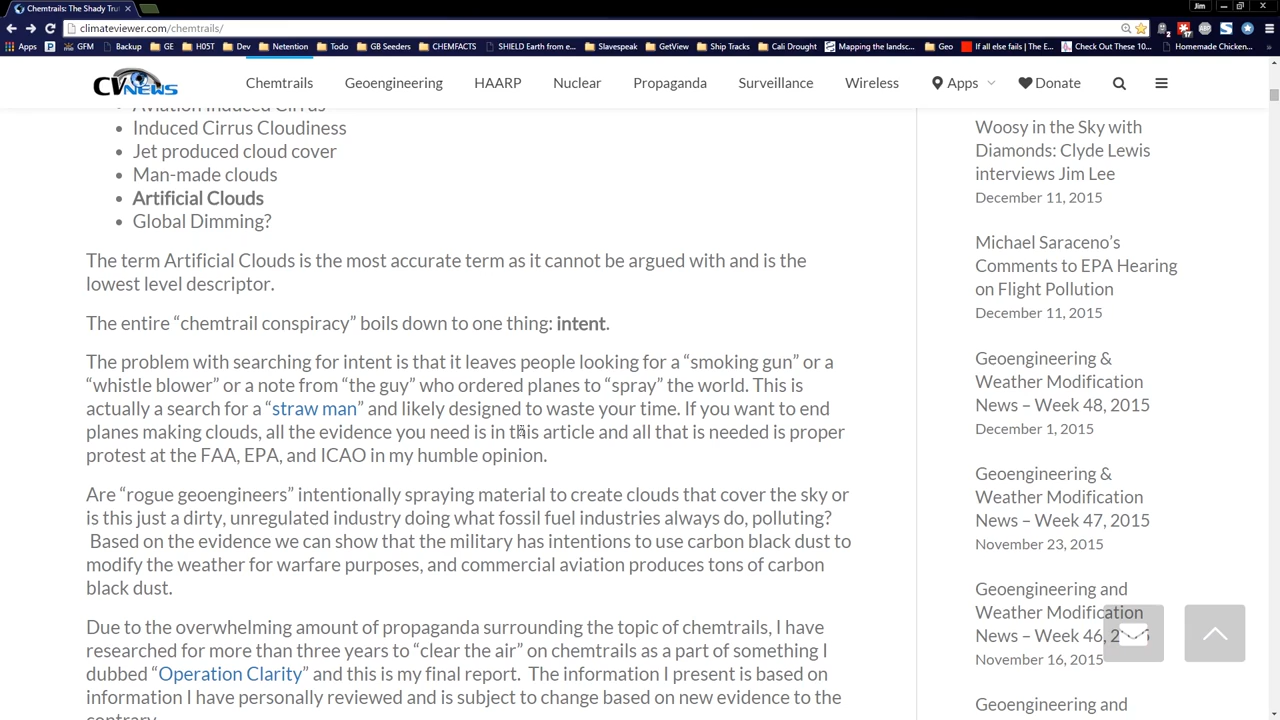 Chemtrails: The Shady Tru
Jim
climateviewer.com/chemtrails/
Apps
GFM
Backup
GE
H05T
Dev
Netention
Todo
GB Seeders
CHEMFACTS
SHIELD Earth from e...
Slavespeak
GetView
Ship Tracks
Cali Drought
Mapping the landsc...
Geo
If all else fails | The E...
Check Out These 10...
Homemade Chicken...
CV NEWS
Chemtrails
Geoengineering
HAARP
Nuclear
Propaganda
Surveillance
Wireless
Apps
Donate
Aviation Induced Cirrus
Induced Cirrus Cloudiness
Jet produced cloud cover
Man-made clouds
Artificial Clouds
Global Dimming?
The term Artificial Clouds is the most accurate term as it cannot be argued with and is the
lowest level descriptor.
The entire “chemtrail conspiracy” boils down to one thing: intent.
The problem with searching for intent is that it leaves people looking for a “smoking gun” or a
“whistle blower” or a note from “the guy” who ordered planes to “spray” the world. This is
actually a search for a “straw man” and likely designed to waste your time. If you want to end
planes making clouds, all the evidence you need is in this article and all that is needed is proper
protest at the FAA, EPA, and ICAO in my humble opinion.
Are “rogue geoengineers” intentionally spraying material to create clouds that cover the sky or
is this just a dirty, unregulated industry doing what fossil fuel industries always do, polluting?
Based on the evidence we can show that the military has intentions to use carbon black dust to
modify the weather for warfare purposes, and commercial aviation produces tons of carbon
black dust.
Due to the overwhelming amount of propaganda surrounding the topic of chemtrails, I have
researched for more than three years to “clear the air” on chemtrails as a part of something I
dubbed “Operation Clarity” and this is my final report. The information I present is based on
information I have personally reviewed and is subject to change based on new evidence to the
contrary.
Woosy in the Sky with
Diamonds: Clyde Lewis
interviews Jim Lee
December 11, 2015
Michael Saraceno’s
Comments to EPA Hearing
on Flight Pollution
December 11, 2015
Geoengineering &
Weather Modification
News – Week 48, 2015
December 1, 2015
Geoengineering &
Weather Modification
News – Week 47, 2015
November 23, 2015
Geoengineering and
Weather Modification
News – Week 46, 2015
November 16, 2015
Geoengineering and